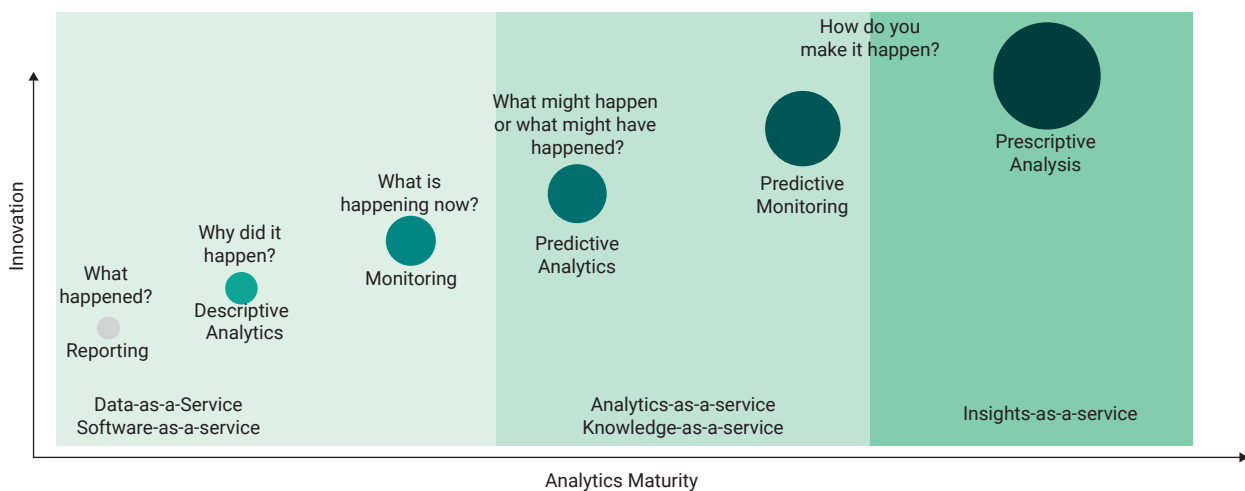 How do you
make it happen?
Prescriptive
Analysis
What might happen
or what might have
happened?
Predictive
Monitoring
What is
happening now?
Predictive
Analytics
Why did it
happen?
Monitoring
What
happened?
Descriptive
Analytics
Reporting
Innovation
Data-as-a-Service
Software-as-a-service
Analytics-as-a-service
Knowledge-as-a-service
Insights-as-a-service
Analytics Maturity